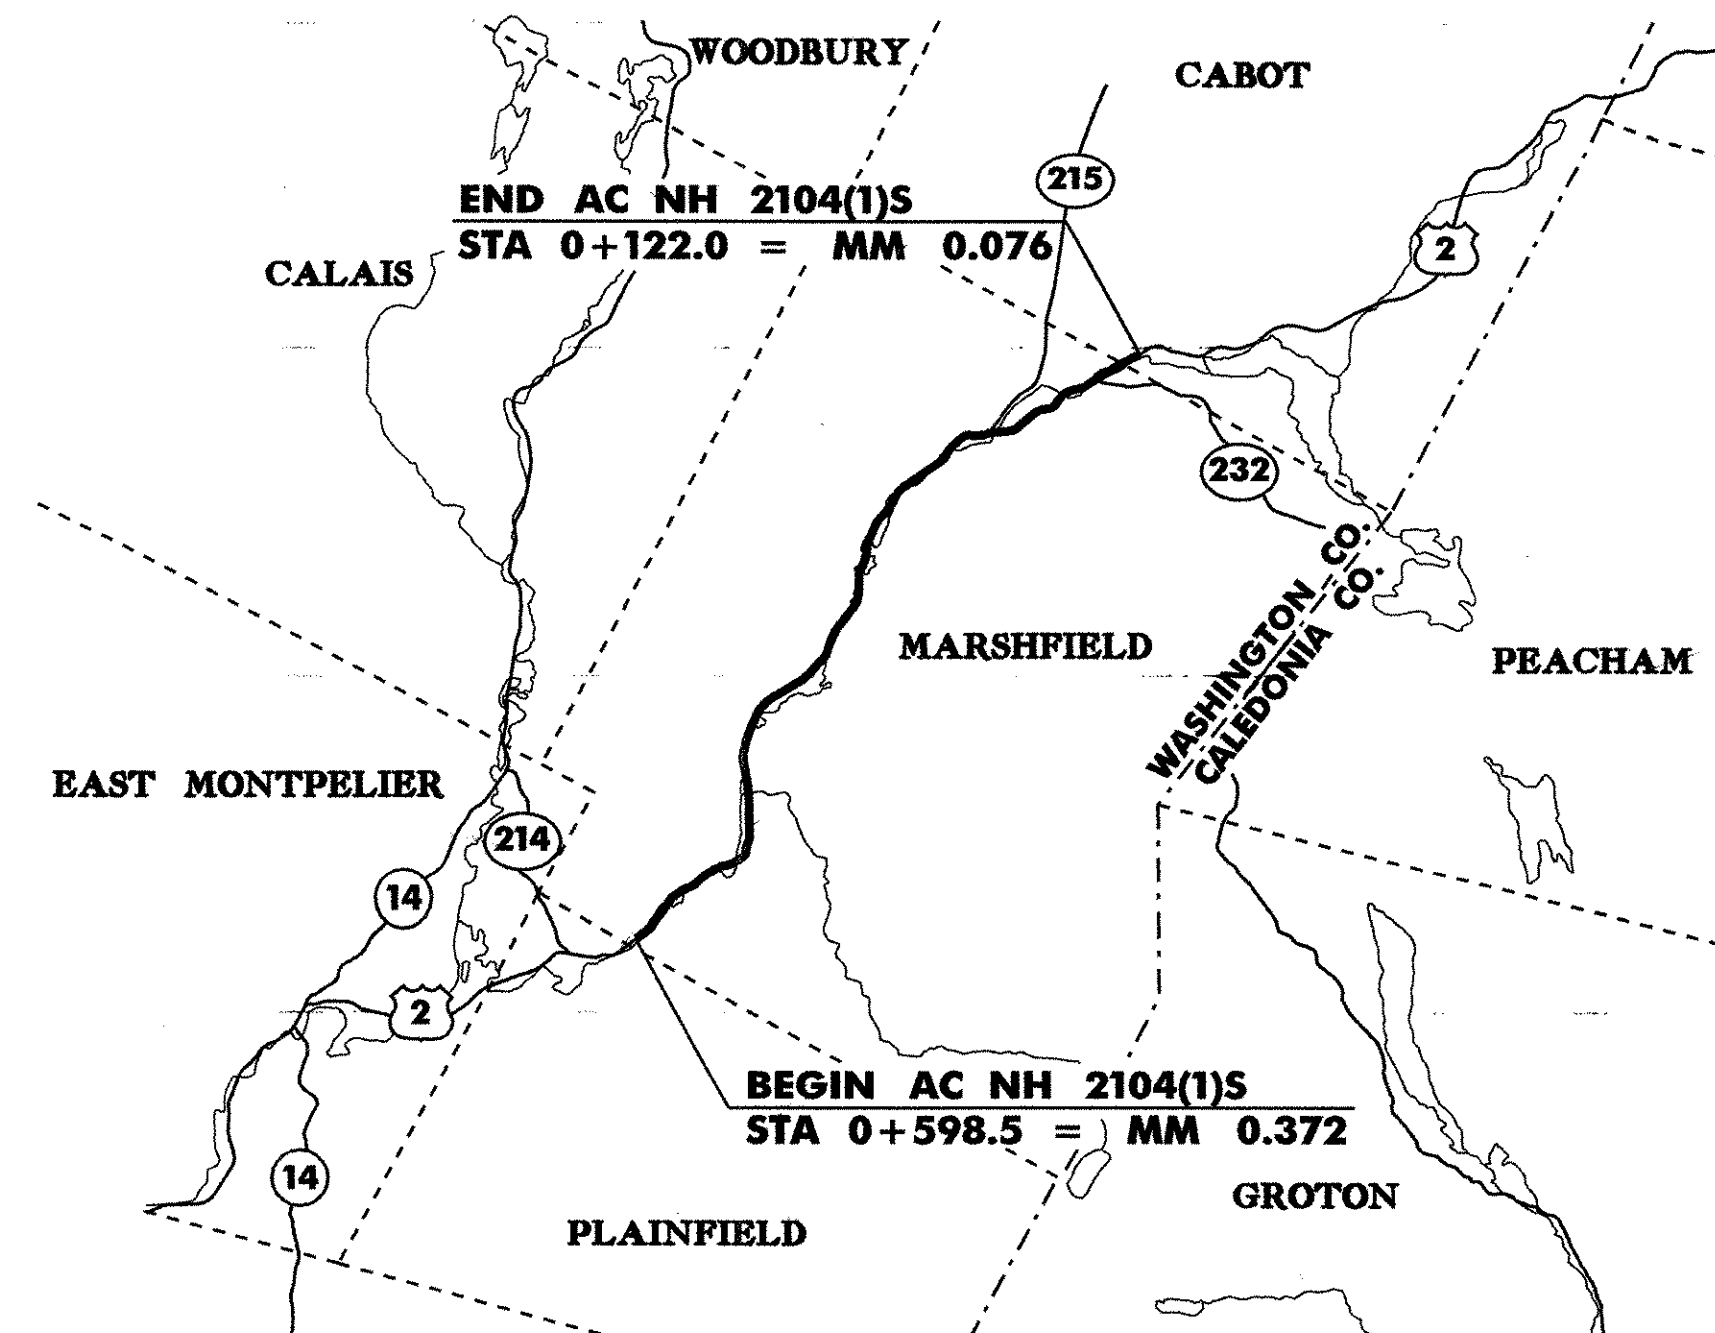 WOODBURY
CABOT
215
END AC NH 2104(1)S
STA 0+122.0 = MM 0.076
2
CALAIS
232
WASHINGTON CO.
CALEDONIA CO.
MARSHFIELD
PEACHAM
EAST MONTPELIER
214
14
2
BEGIN AC NH 2104(1)S
STA 0+598.5 = MM 0.372
14
GROTON
PLAINFIELD